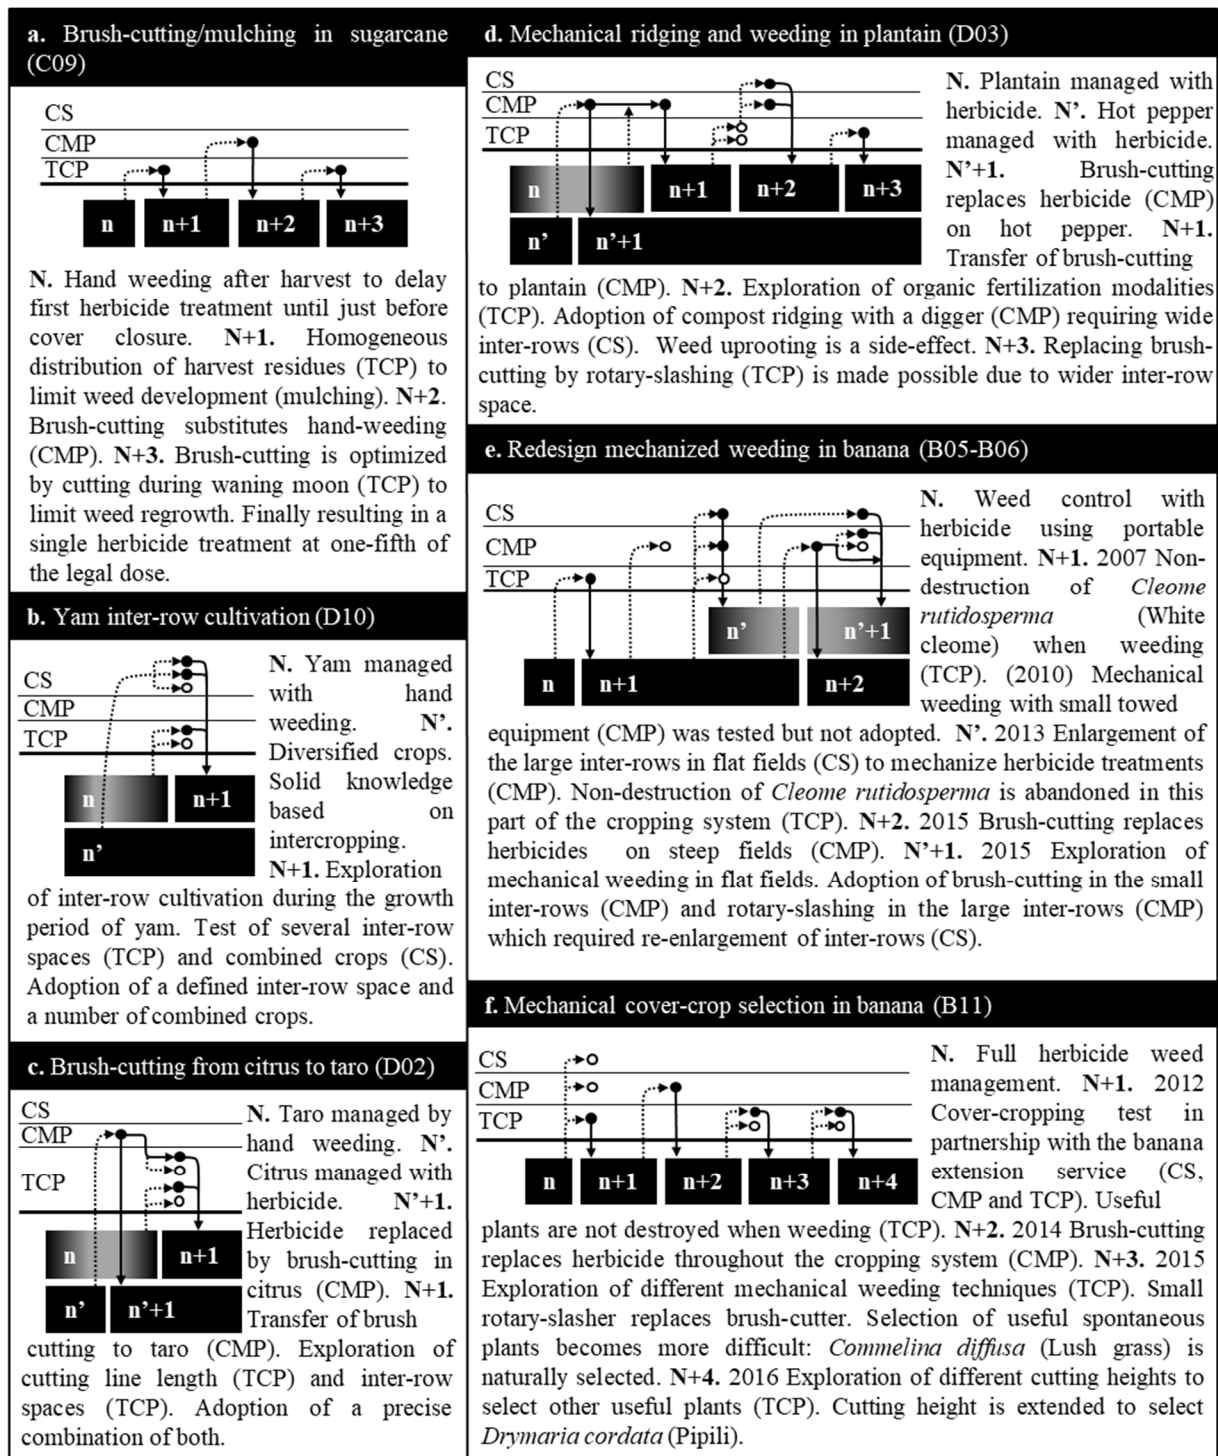 a. Brush-cutting/mulching in sugarcane
(C09)
CS
CMP
TCP
n
n+1
n+2
n+3
N. Hand weeding after harvest to delay
first herbicide treatment until just before
cover closure. N+1. Homogeneous
distribution of harvest residues (TCP) to
limit weed development (mulching). N+2.
Brush-cutting substitutes hand-weeding
(CMP). N+3. Brush-cutting is optimized
by cutting during waning moon (TCP) to
limit weed regrowth. Finally resulting in a
single herbicide treatment at one-fifth of
the legal dose.
b. Yam inter-row cultivation (D10)
CS
CMP
TCP
n
n+1
n’
N. Yam managed
with hand
weeding. N’.
Diversified crops.
Solid knowledge
based on
intercropping.
N+1. Exploration
of inter-row cultivation during the growth
period of yam. Test of several inter-row
spaces (TCP) and combined crops (CS).
Adoption of a defined inter-row space and
a number of combined crops.
c. Brush-cutting from citrus to taro (D02)
CS
CMP
TCP
n
n+1
n’
n’+1
N. Taro managed by
hand weeding. N’.
Citrus managed with
herbicide. N’+1.
Herbicide replaced
by brush-cutting in
citrus (CMP). N+1.
Transfer of brush
cutting to taro (CMP). Exploration of
cutting line length (TCP) and inter-row
spaces (TCP). Adoption of a precise
combination of both.
d. Mechanical ridging and weeding in plantain (D03)
CS
CMP
TCP
n
n+1
n+2
n+3
n’
n’+1
N. Plantain managed with
herbicide. N’. Hot pepper
managed with herbicide.
N’+1. Brush-cutting
replaces herbicide (CMP)
on hot pepper. N+1.
Transfer of brush-cutting
to plantain (CMP). N+2. Exploration of organic fertilization modalities
(TCP). Adoption of compost ridging with a digger (CMP) requiring wide
inter-rows (CS). Weed uprooting is a side-effect. N+3. Replacing brush-
cutting by rotary-slashing (TCP) is made possible due to wider inter-row
space.
e. Redesign mechanized weeding in banana (B05-B06)
CS
CMP
TCP
n’
n’+1
n
n+1
n+2
N. Weed control with
herbicide using portable
equipment. N+1. 2007 Non-
destruction of Cleome
rutidosperma (White
cleome) when weeding
(TCP). (2010) Mechanical
weeding with small towed
equipment (CMP) was tested but not adopted. N’. 2013 Enlargement of
the large inter-rows in flat fields (CS) to mechanize herbicide treatments
(CMP). Non-destruction of Cleome rutidosperma is abandoned in this
part of the cropping system (TCP). N+2. 2015 Brush-cutting replaces
herbicides on steep fields (CMP). N’+1. 2015 Exploration of
mechanical weeding in flat fields. Adoption of brush-cutting in the small
inter-rows (CMP) and rotary-slashing in the large inter-rows (CMP)
which required re-enlargement of inter-rows (CS).
f. Mechanical cover-crop selection in banana (B11)
CS
CMP
TCP
n
n+1
n+2
n+3
n+4
N. Full herbicide weed
management. N+1. 2012
Cover-cropping test in
partnership with the banana
extension service (CS,
CMP and TCP). Useful
plants are not destroyed when weeding (TCP). N+2. 2014 Brush-cutting
replaces herbicide throughout the cropping system (CMP). N+3. 2015
Exploration of different mechanical weeding techniques (TCP). Small
rotary-slasher replaces brush-cutter. Selection of useful spontaneous
plants becomes more difficult: Commelina diffusa (Lush grass) is
naturally selected. N+4. 2016 Exploration of different cutting heights to
select other useful plants (TCP). Cutting height is extended to select
Drymaria cordata (Pipili).